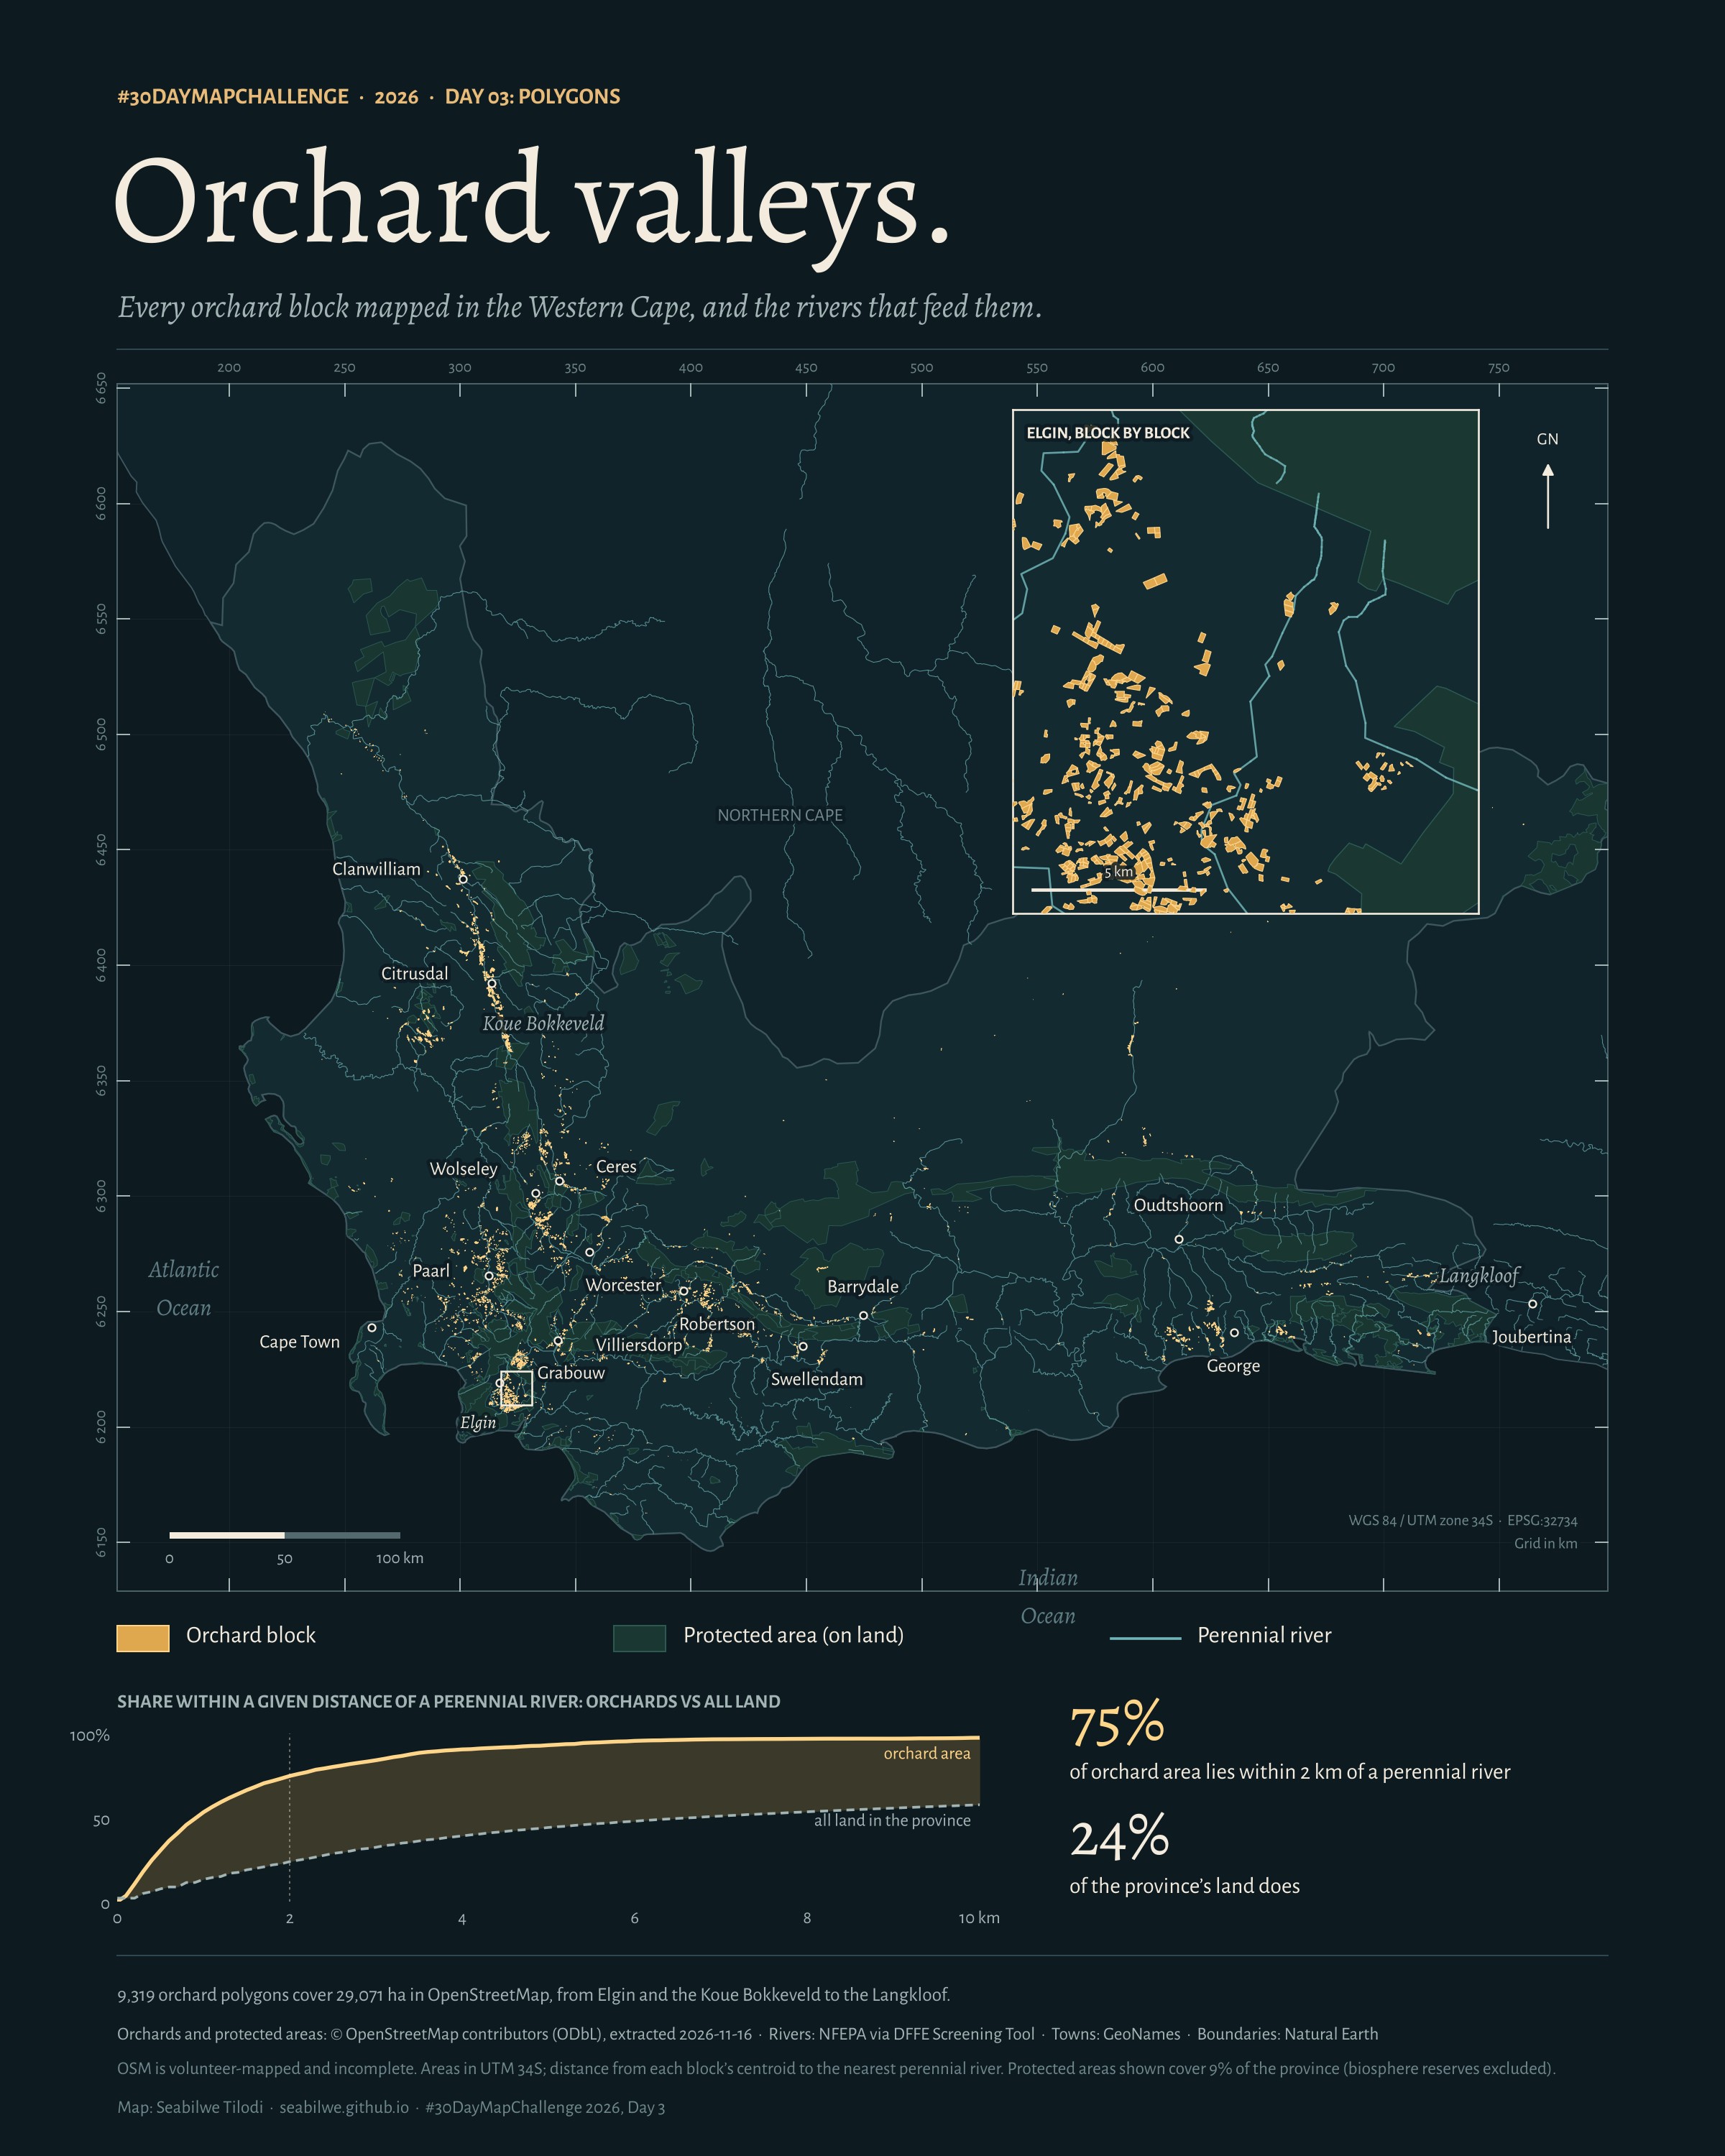 #30DAYMAPCHALLENGE · 2026 · DAY 03: POLYGONS
Orchard valleys.
Every orchard block mapped in the Western Cape, and the rivers that feed them.
200 250 300 350 400 450 500 550 600 650 700 750
6 650
6 600
6 550
6 500
6 450
6 400
6 350
6 300
6 250
6 200
6 150
ELGIN, BLOCK BY BLOCK
GN
5 km
NORTHERN CAPE
Clanwilliam
Citrusdal
Koue Bokkeveld
Wolseley
Ceres
Oudtshoorn
Atlantic
Ocean
Paarl
Worcester
Barrydale
Langkloof
Cape Town
Villiersdorp
Robertson
Joubertina
Grabouw
Swellendam
George
Elgin
WGS 84 / UTM zone 34S · EPSG:32734
Grid in km
0 50 100 km
Indian
Ocean
Orchard block
Protected area (on land)
Perennial river
SHARE WITHIN A GIVEN DISTANCE OF A PERENNIAL RIVER: ORCHARDS VS ALL LAND
100%
50
0
orchard area
all land in the province
0 2 4 6 8 10 km
75%
of orchard area lies within 2 km of a perennial river
24%
of the province's land does
9,319 orchard polygons cover 29,071 ha in OpenStreetMap, from Elgin and the Koue Bokkeveld to the Langkloof.
Orchards and protected areas: © OpenStreetMap contributors (ODbL), extracted 2026-11-16 · Rivers: NFEPA via DFFE Screening Tool · Towns: GeoNames · Boundaries: Natural Earth
OSM is volunteer-mapped and incomplete. Areas in UTM 34S; distance from each block's centroid to the nearest perennial river. Protected areas shown cover 9% of the province (biosphere reserves excluded).
Map: Seabilwe Tilodi · seabilwe.github.io · #30DayMapChallenge 2026, Day 3